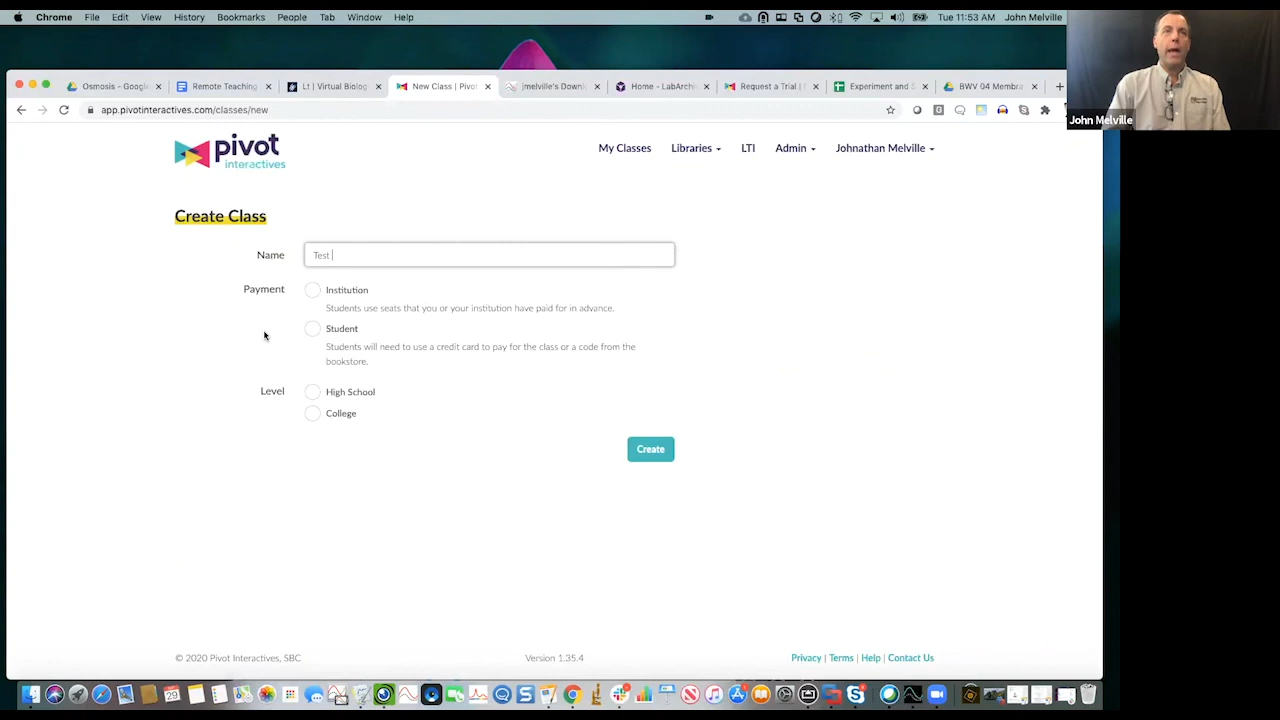 Chrome File Edit View History Bookmarks People Tab Window Help Tue 11:53 AM John Melville
John Melville
Osmosis - Google Remote Teaching Lt | Virtual Biolog New Class | Pivot jmelville's Downl Home - LabArchiv Request a Trial | Experiment and S BWV 04 Membra
app.pivotinteractives.com/classes/new
pivot
interactives
My Classes Libraries LTI Admin Johnathan Melville
Create Class
Name Test
Payment Institution
Students use seats that you or your institution have paid for in advance.
Student
Students will need to use a credit card to pay for the class or a code from the
bookstore.
Level High School
College
Create
© 2020 Pivot Interactives, SBC Version 1.35.4 Privacy | Terms | Help | Contact Us